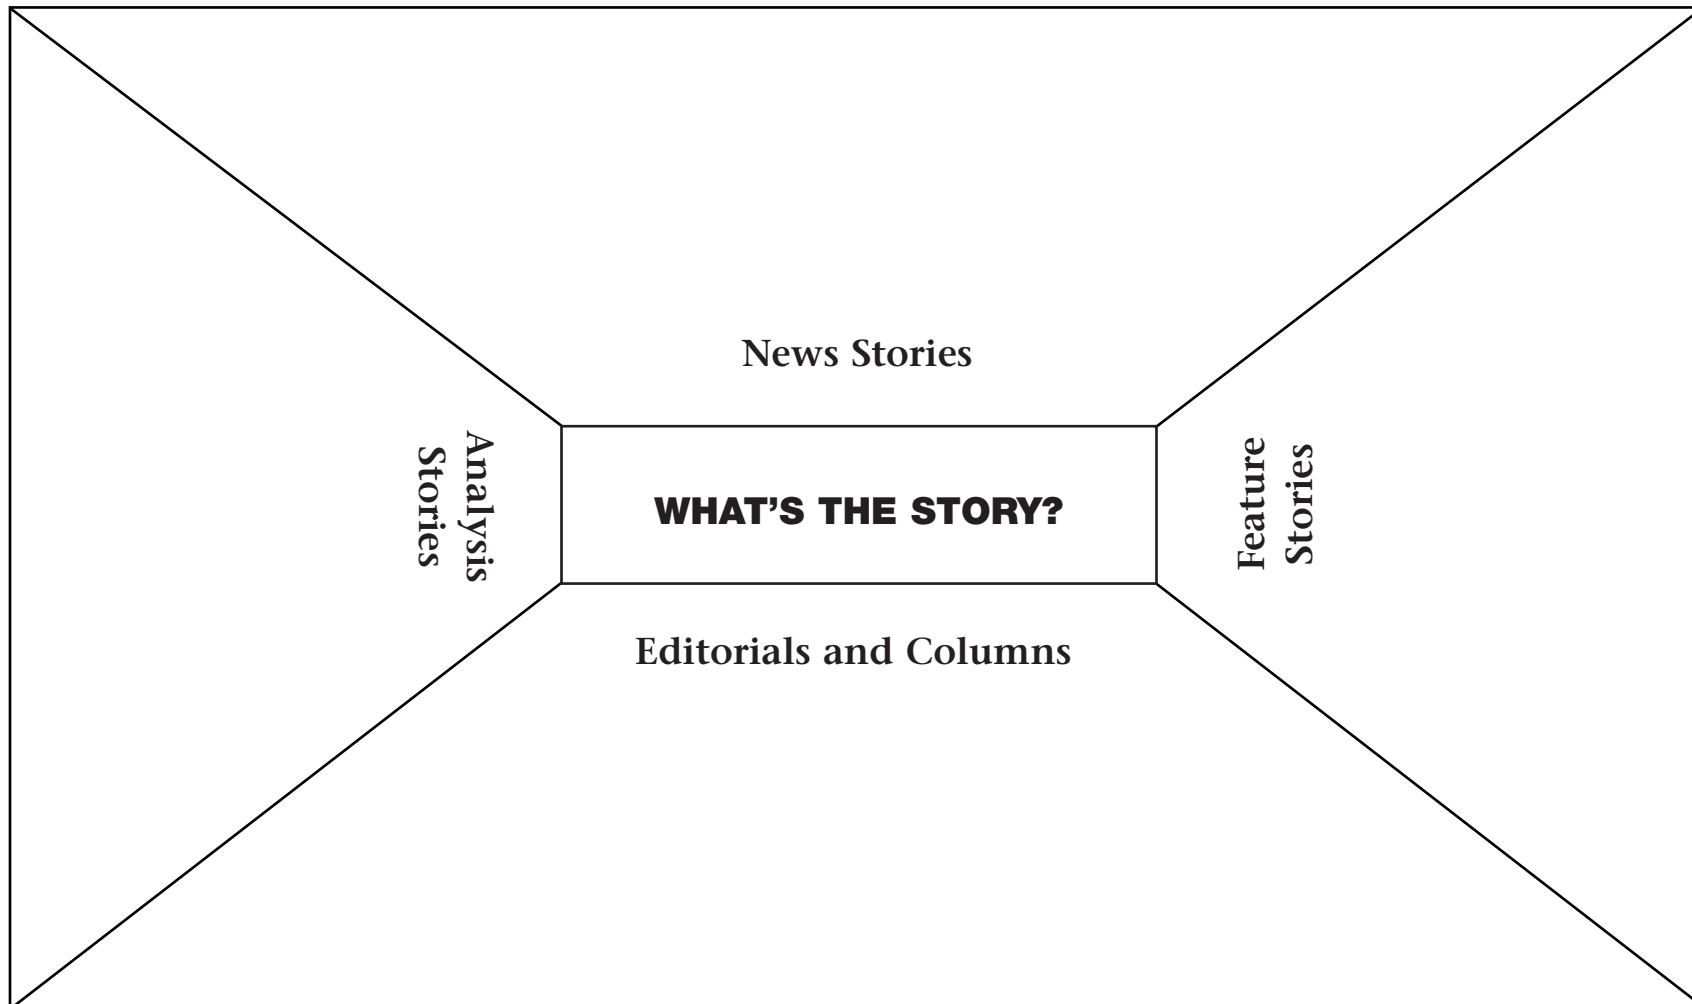 News Stories
Analysis
Stories
WHAT’S THE STORY?
Feature
Stories
Editorials and Columns